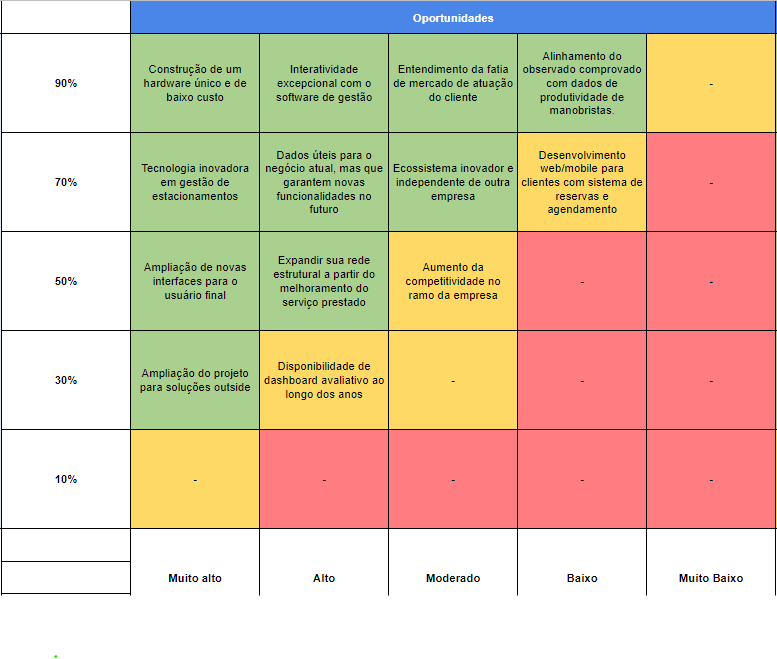 Oportunidades
90%
Construção de um
hardware único e de
baixo custo
Interatividade
excepcional com o
software de gestão
Entendimento da fatia
de mercado de atuação
do cliente
Alinhamento do
observado comprovado
com dados de
produtividade de
manobristas.
-
70%
Tecnologia inovadora
em gestão de
estacionamentos
Dados úteis para o
negócio atual, mas que
garantem novas
funcionalidades no
futuro
Ecossistema inovador e
independente de outra
empresa
Desenvolvimento
web/mobile para
clientes com sistema de
reservas e
agendamento
-
50%
Ampliação de novas
interfaces para o
usuário final
Expandir sua rede
estrutural a partir do
melhoramento do
serviço prestado
Aumento da
competitividade no
ramo da empresa
-
-
30%
Ampliação do projeto
para soluções outside
Disponibilidade de
dashboard avaliativo ao
longo dos anos
-
-
-
10%
-
-
-
-
-
Muito alto
Alto
Moderado
Baixo
Muito Baixo